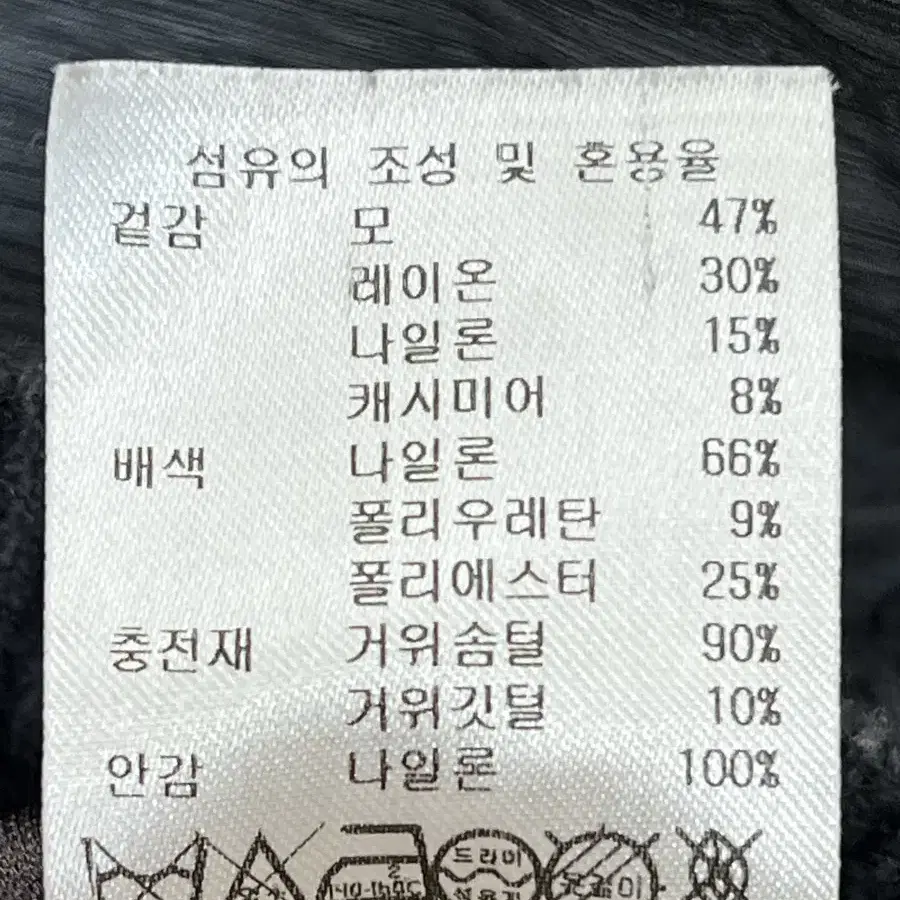 섬유의 조성 및 혼용율
겉감 모 47%
레이온 30%
나일론 15%
캐시미어 8%
배색 나일론 66%
폴리우레탄 9%
폴리에스터 25%
충전재 거위솜털 90%
거위깃털 10%
안감 나일론 100%
드라이